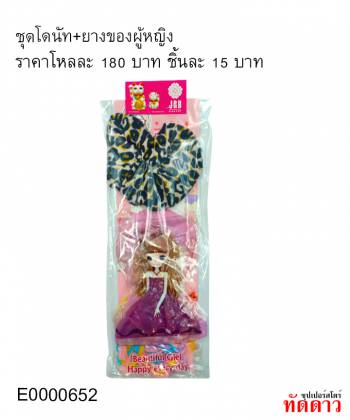 ชุดโดนัท+ยางของผู้หญิง
ราคาโหลละ 180 บาท ชิ้นละ 15 บาท
J&B
Beautiful Girl
Happy every day
E0000652
ซุปเปอร์สโตร์
ทัดดาว